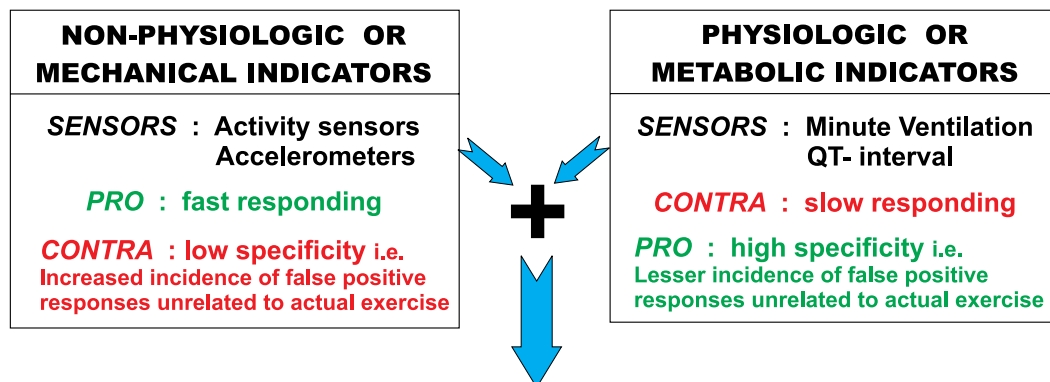 NON-PHYSIOLOGIC OR
MECHANICAL INDICATORS
SENSORS : Activity sensors
Accelerometers
PRO : fast responding
CONTRA : low specificity i.e.
Increased incidence of false positive
responses unrelated to actual exercise
+
PHYSIOLOGIC OR
METABOLIC INDICATORS
SENSORS : Minute Ventilation
QT- interval
CONTRA : slow responding
PRO : high specificity i.e.
Lesser incidence of false positive
responses unrelated to actual exercise